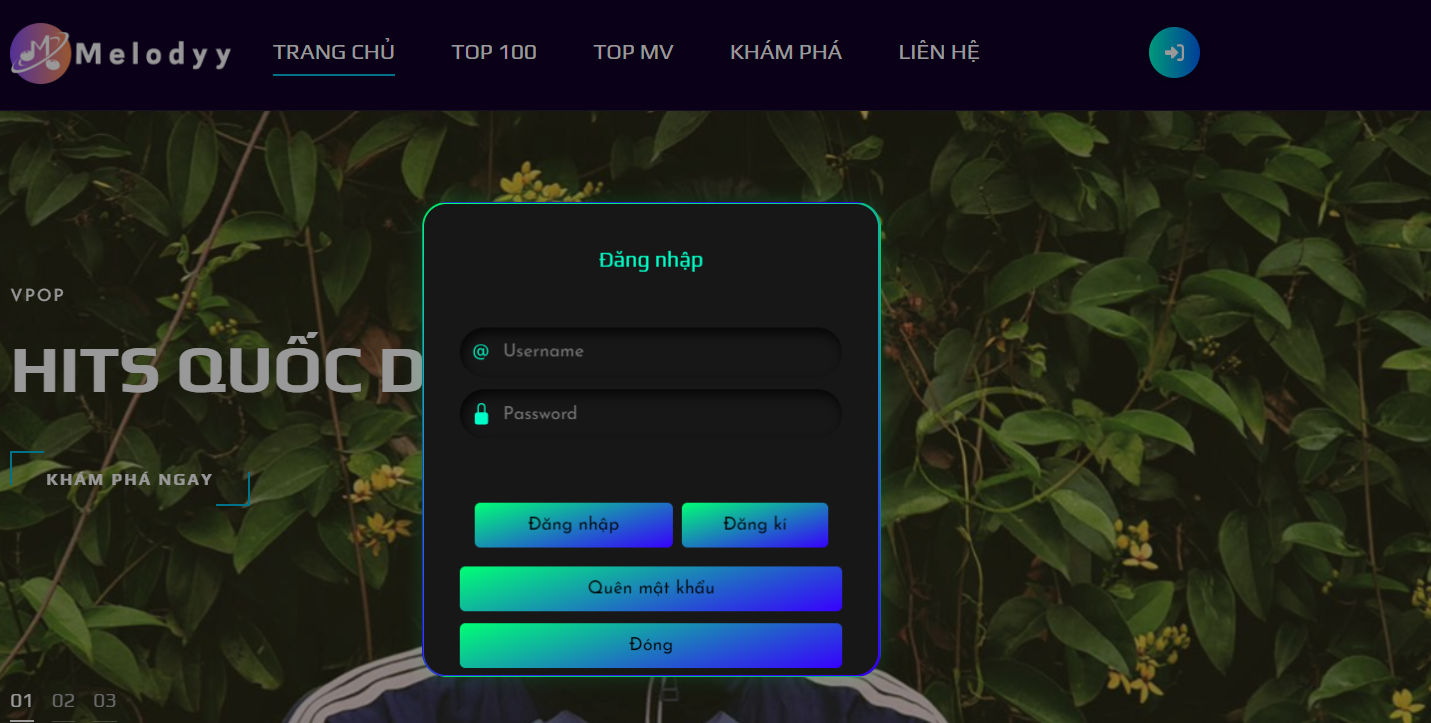 Melodyy
TRANG CHỦ
TOP 100
TOP MV
KHÁM PHÁ
LIÊN HỆ
VPOP
HITS QUỐC D
KHÁM PHÁ NGAY
01 02 03
Đăng nhập
@ Username
Password
Đăng nhập
Đăng kí
Quên mật khẩu
Đóng